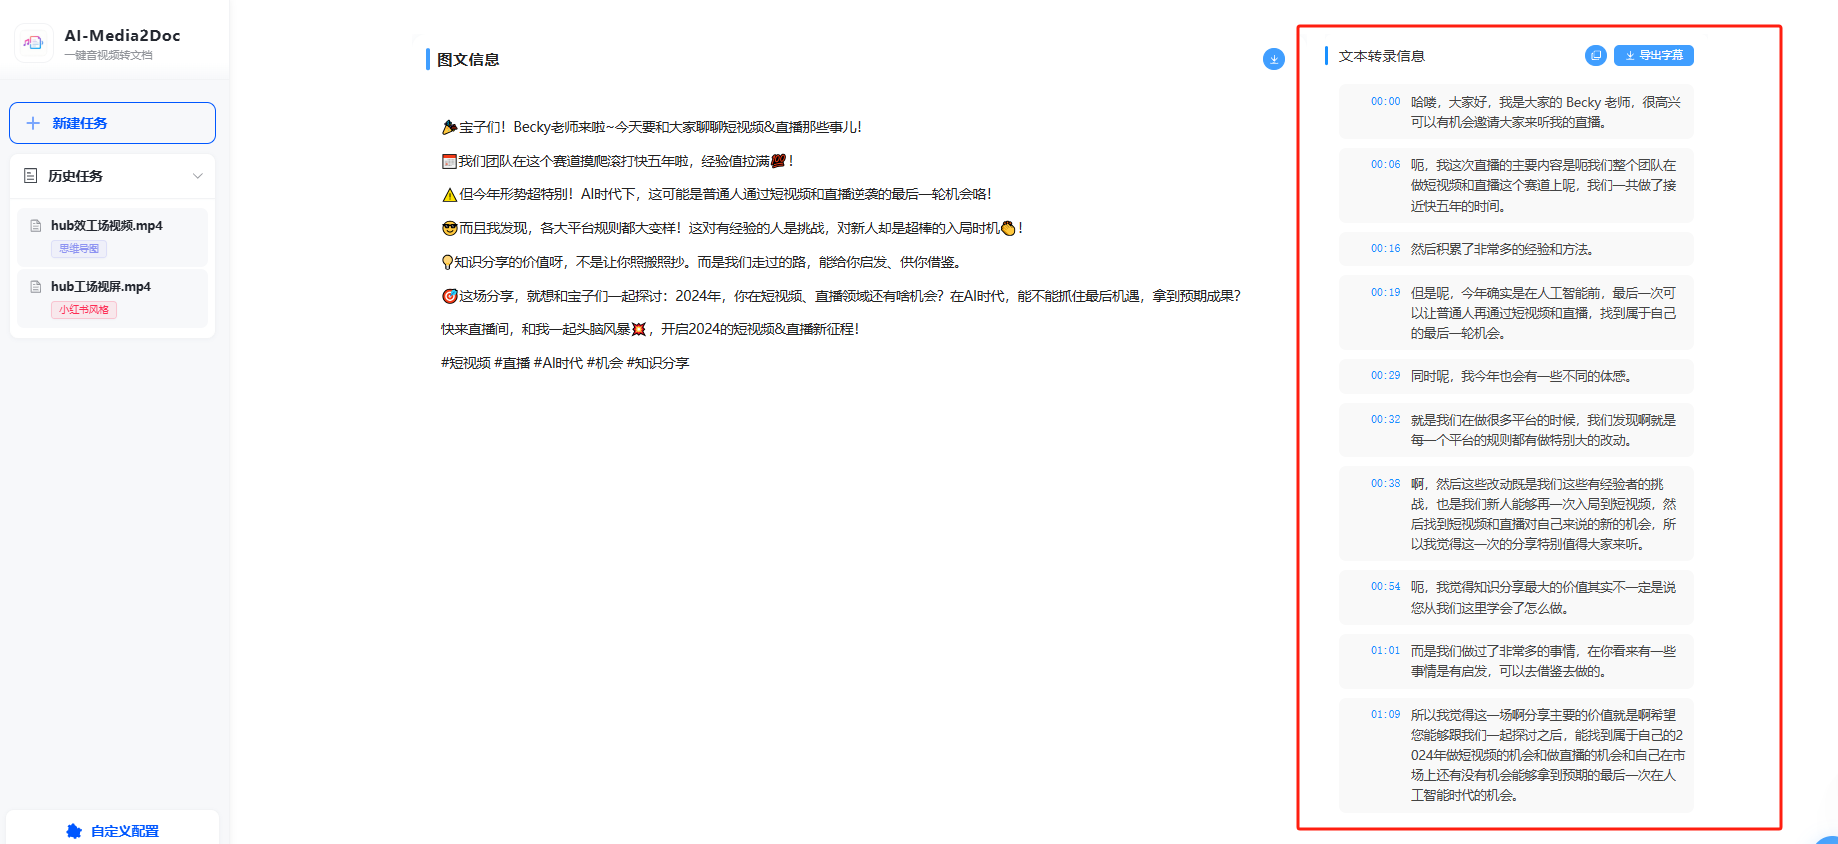 AI-Media2Doc
一键音视频转文档
新建任务
历史任务
hub效工场视频.mp4
思维导图
hub工场视屏.mp4
小红书风格
自定义配置
图文信息
🎉宝子们！Becky老师来啦~今天要和大家聊聊短视频&直播那些事儿！
📅我们团队在这个赛道摸爬滚打快五年啦，经验值拉满💯！
⚠️但今年形势超特别！AI时代下，这可能是普通人通过短视频和直播逆袭的最后一轮机会咯！
😎而且我发现，各大平台规则都大变样！这对有经验的人是挑战，对新人却是超棒的入局时机👏！
💡知识分享的价值呀，不是让你照搬照抄。而是我们走过的路，能给你启发、供你借鉴。
🎯这场分享，就想和宝子们一起探讨：2024年，你在短视频、直播领域还有啥机会？在AI时代，能不能抓住最后机遇，拿到预期成果？
快来直播间，和我一起头脑风暴💥，开启2024的短视频&直播新征程！
#短视频 #直播 #AI时代 #机会 #知识分享
文本转录信息
导出字幕
00:00 哈喽，大家好，我是大家的 Becky 老师，很高兴
可以有机会邀请大家来听我的直播。
00:06 呃，我这次直播的主要内容是呃我们整个团队在
做短视频和直播这个赛道上呢，我们一共做了接
近快五年的时间。
00:16 然后积累了非常多的经验和方法。
00:19 但是呢，今年确实是在人工智能前，最后一次可
以让普通人再通过短视频和直播，找到属于自己
的最后一轮机会。
00:29 同时呢，我今年也会有一些不同的体感。
00:32 就是我们在做很多平台的时候，我们发现啊就是
每一个平台的规则都有做特别大的改动。
00:38 啊，然后这些改动既是我们这些有经验者的挑
战，也是我们新人能够再一次入局到短视频，然
后找到短视频和直播对自己来说的新的机会，所
以我觉得这一次的分享特别值得大家来听。
00:54 呃，我觉得知识分享最大的价值其实不一定是说
您从我们这里学会了怎么做。
01:01 而是我们做过了非常多的事情，在你看来有一些
事情是有启发，可以去借鉴去做的。
01:09 所以我觉得这一场啊分享主要的价值就是啊希望
您能够跟我们一起探讨之后，能找到属于自己的2
024年做短视频的机会和做直播的机会和自己在市
场上还有没有机会能够拿到预期的最后一次在人
工智能时代的机会。